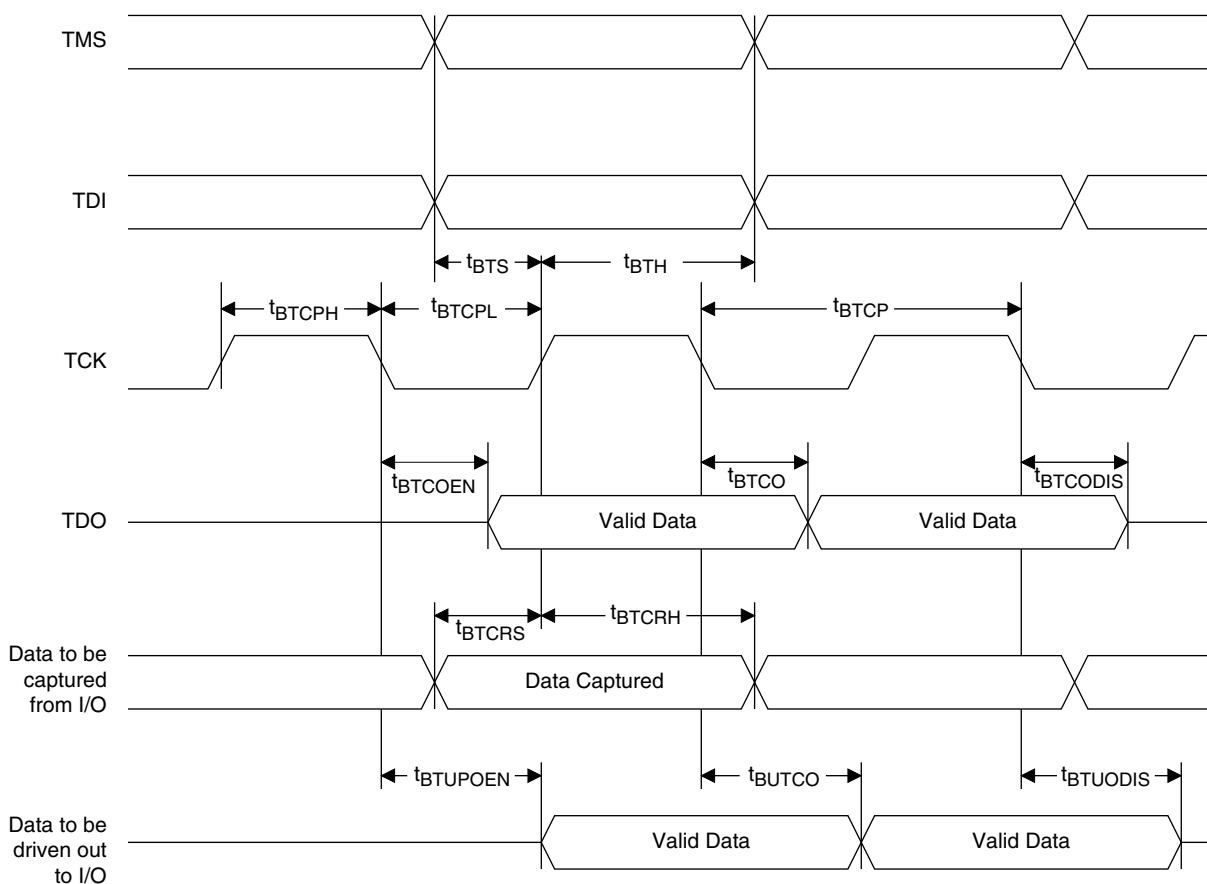 TMS
TDI
tBTS
tBTH
tBTCPH
tBTCPL
tBTCP
TCK
tBTCOEN
tBTCO
tBTCODIS
TDO
Valid Data
Valid Data
tBTCRS
tBTCRH
Data to be
captured
from I/O
Data Captured
tBTUPOEN
tBUTCO
tBTUODIS
Data to be
driven out
to I/O
Valid Data
Valid Data